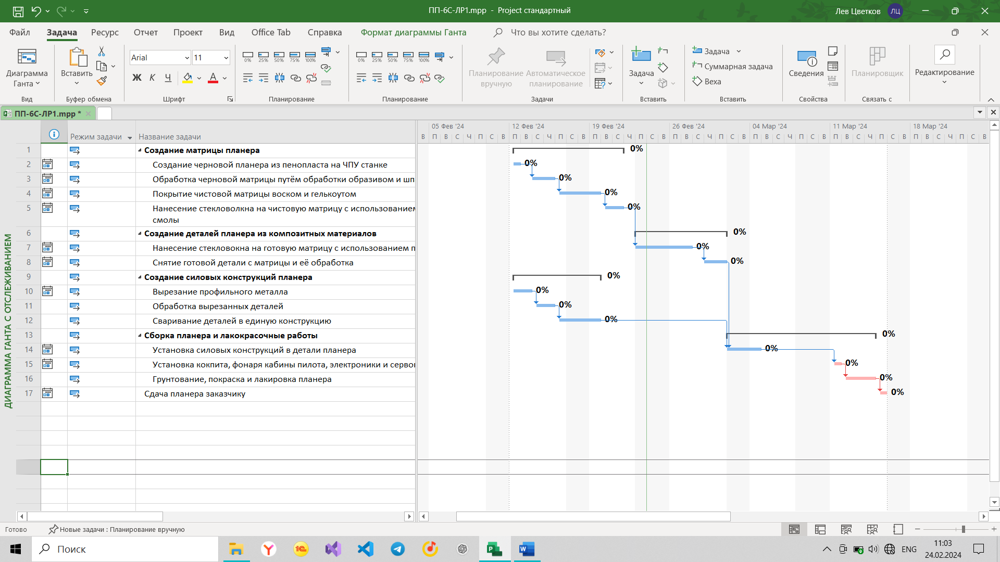 ПП-6С-ЛР1.mpp - Project стандартный
Лев Цветков ЛЦ
Файл Задача Ресурс Отчет Проект Вид Office Tab Справка Формат диаграммы Ганта Что вы хотите сделать?
Диаграмма Ганта
Вид
Вставить
Буфер обмена
Arial 11
Ж К Ч А
Шрифт
0% 25% 50% 75% 100%
Планирование
0% 25% 50% 75% 100%
Планирование
Планирование вручную
Автоматическое планирование
Задачи
Задача
Вставить
Задача
Суммарная задача
Веха
Вставить
Сведения
Свойства
Планировщик
Связать с
Редактирование
ПП-6С-ЛР1.mpp *
ДИАГРАММА ГАНТА С ОТСЛЕЖИВАНИЕМ
Режим задачи Название задачи
05 Фев '24 12 Фев '24 19 Фев '24 26 Фев '24 04 Мар '24 11 Мар '24 18 Мар '24
В П В С Ч П С В П В С Ч П С В П В С Ч П С В П В С Ч П С В П В С Ч П С В П В С Ч П С В П В С Ч П С В
1 Создание матрицы планера 0%
2 Создание черновой планера из пенопласта на ЧПУ станке 0%
3 Обработка черновой матрицы путём обработки образивом и шп 0%
4 Покрытие чистовой матрицы воском и гелькоутом 0%
5 Нанесение стекловолкна на чистовую матрицу с использованием 0%
смолы
6 Создание деталей планера из композитных материалов 0%
7 Нанесение стекловокна на готовую матрицу с использованием п 0%
8 Снятие готовой детали с матрицы и её обработка 0%
9 Создание силовых конструкций планера 0%
10 Вырезание профильного металла 0%
11 Обработка вырезанных деталей 0%
12 Сваривание деталей в единую конструкцию 0%
13 Сборка планера и лакокрасочные работы 0%
14 Установка силовых конструкций в детали планера 0%
15 Установка кокпита, фонаря кабины пилота, электроники и серво 0%
16 Грунтование, покраска и лакировка планера 0%
17 Сдача планера заказчику 0%
Готово Новые задачи : Планирование вручную
Поиск
ENG
11:03
24.02.2024